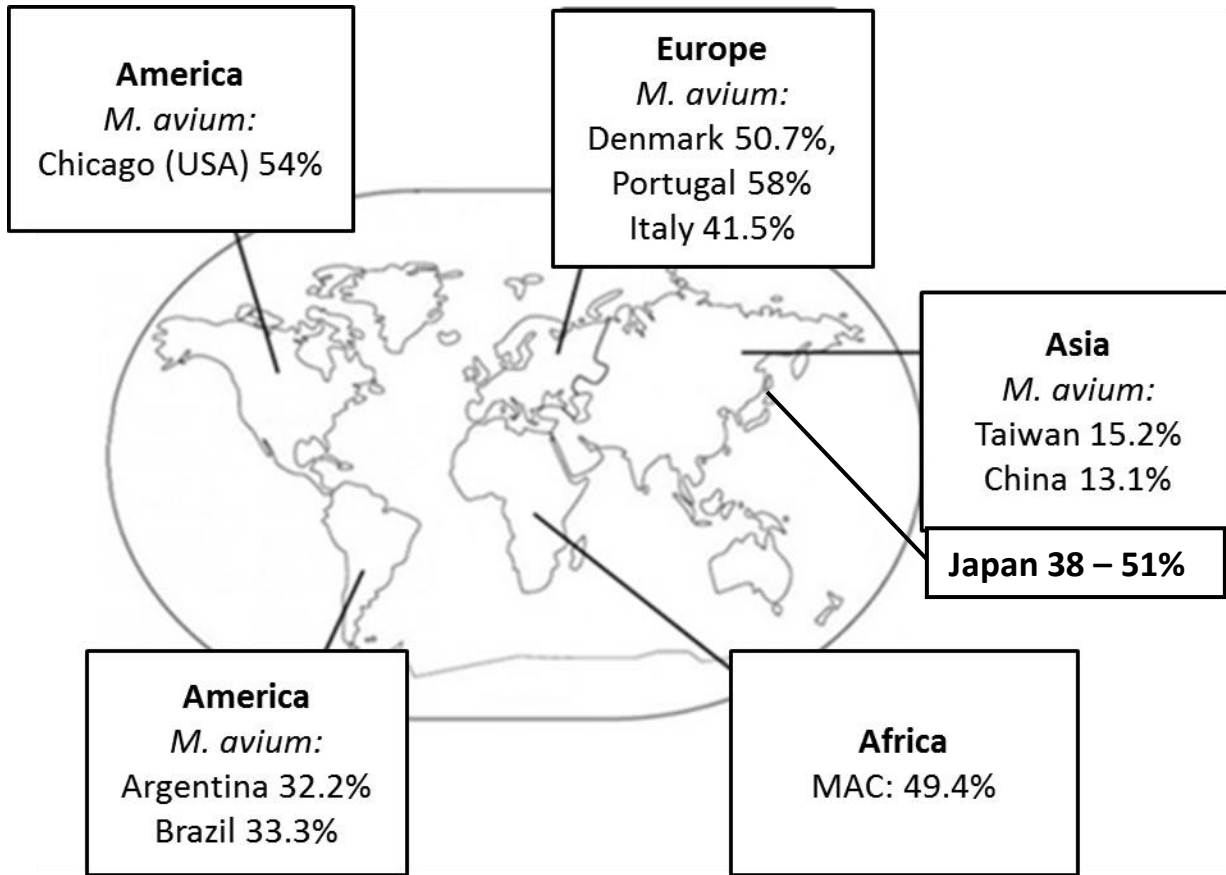 America
M. avium:
Chicago (USA) 54%
Europe
M. avium:
Denmark 50.7%,
Portugal 58%
Italy 41.5%
Asia
M. avium:
Taiwan 15.2%
China 13.1%
Japan 38 – 51%
America
M. avium:
Argentina 32.2%
Brazil 33.3%
Africa
MAC: 49.4%